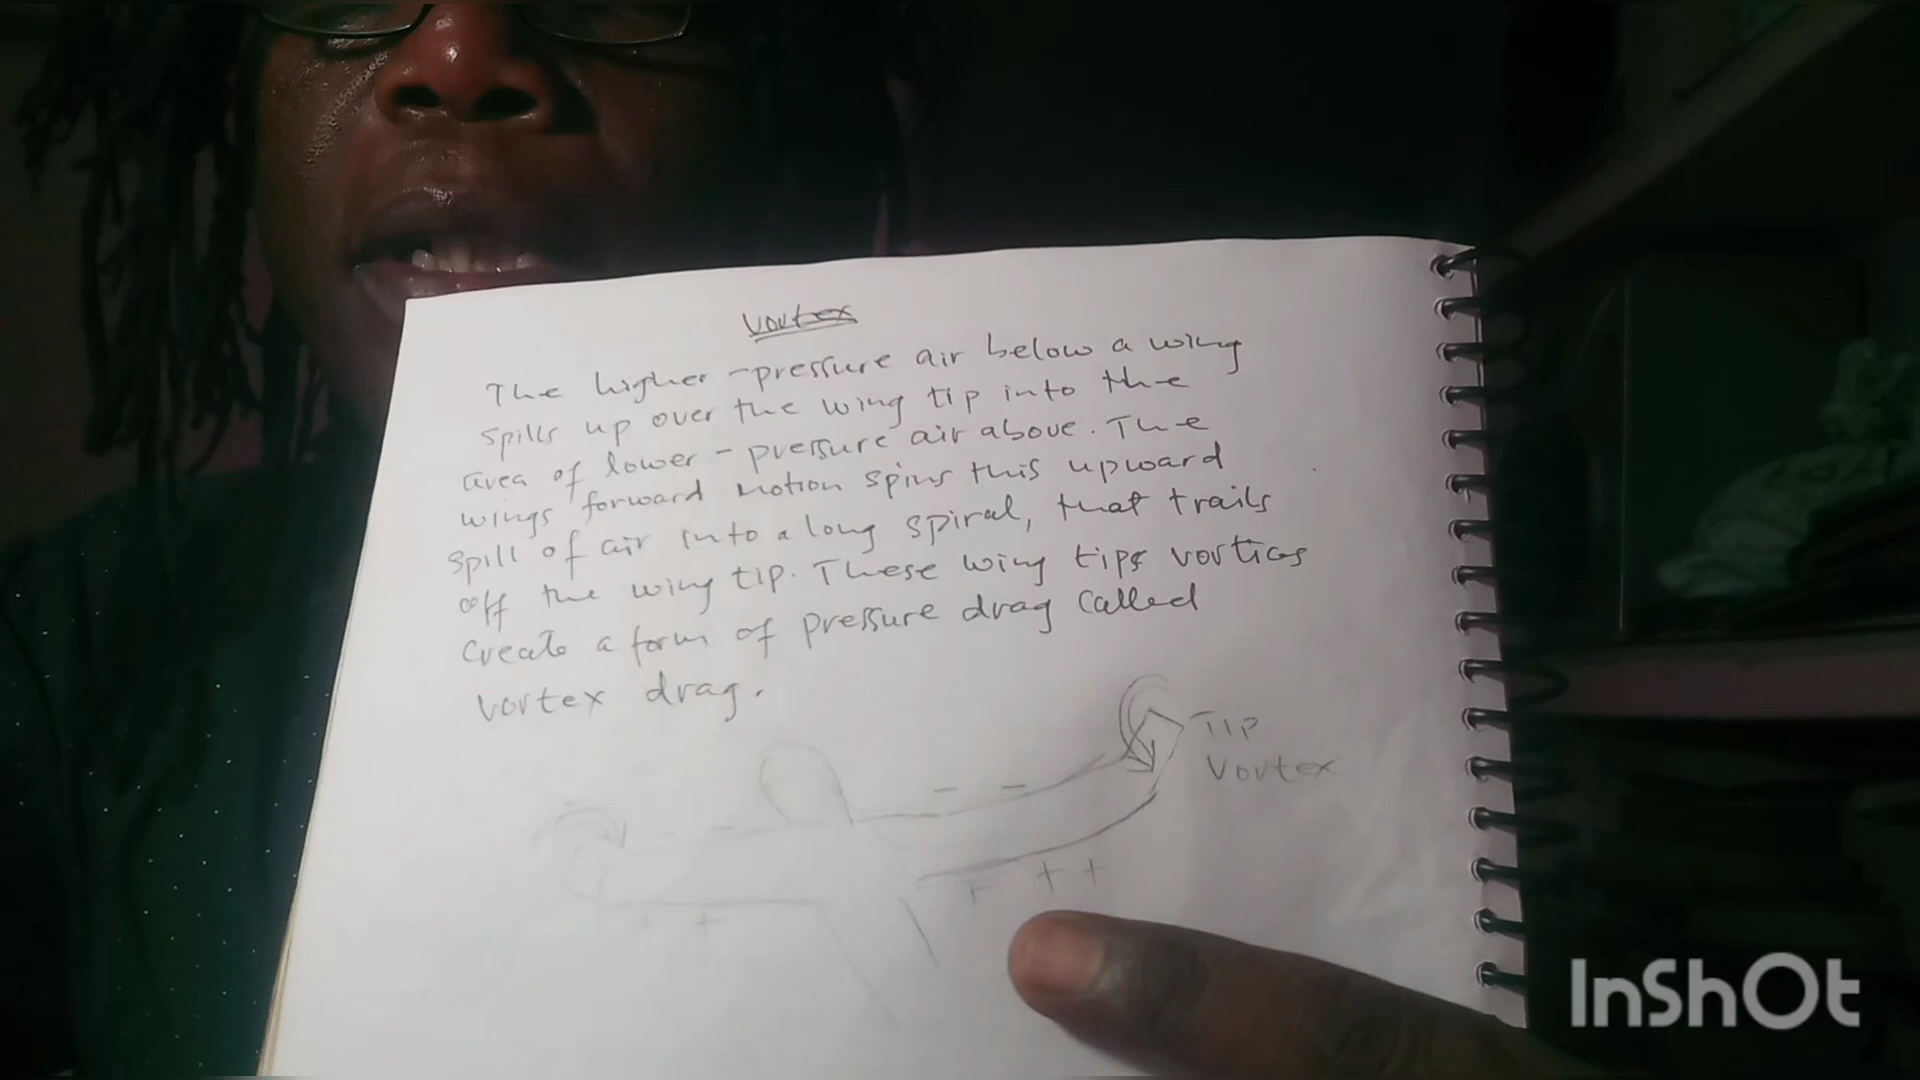 Vortex
The higher-pressure air below a wing
spills up over the wing tip into the
area of lower-pressure air above. The
wings forward motion spins this upward
spill of air into a long spiral, that trails
off the wing tip. These wing tips vortices
create a form of pressure drag called
vortex drag.
Tip
Vortex
- -
- -
+ + +
+ +
InShOt